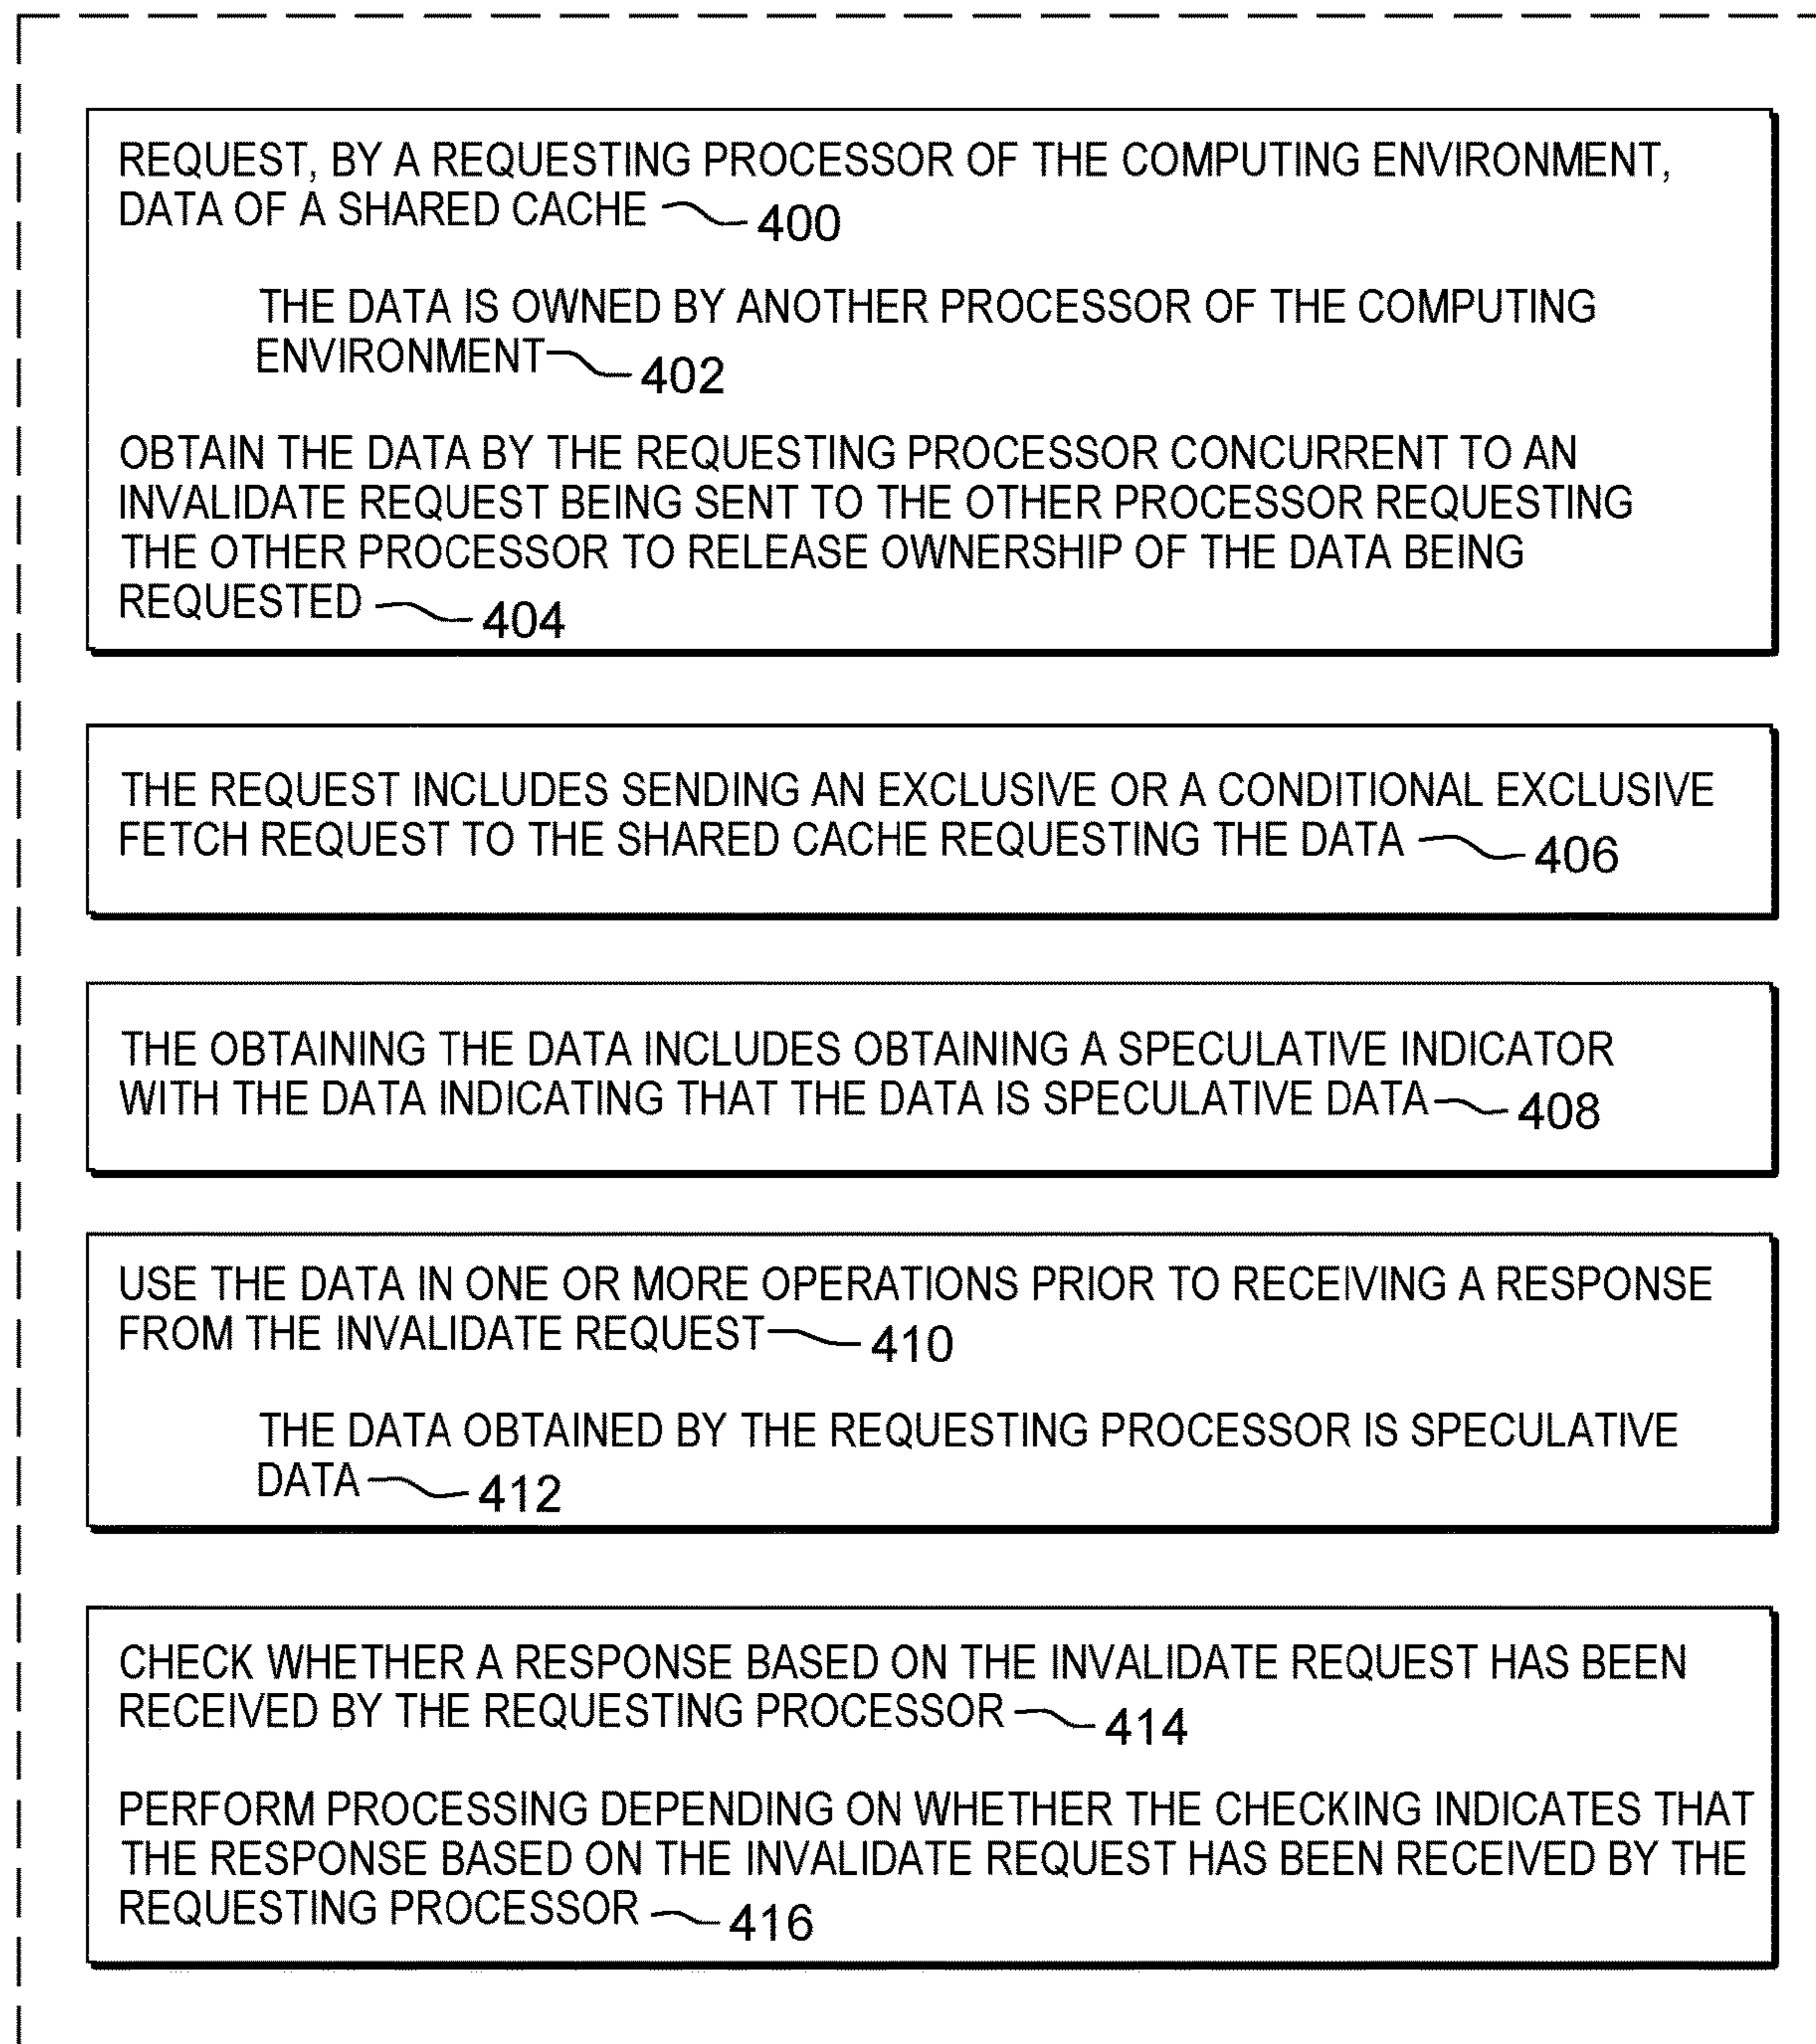 REQUEST, BY A REQUESTING PROCESSOR OF THE COMPUTING ENVIRONMENT,
DATA OF A SHARED CACHE 400
THE DATA IS OWNED BY ANOTHER PROCESSOR OF THE COMPUTING
ENVIRONMENT 402
OBTAIN THE DATA BY THE REQUESTING PROCESSOR CONCURRENT TO AN
INVALIDATE REQUEST BEING SENT TO THE OTHER PROCESSOR REQUESTING
THE OTHER PROCESSOR TO RELEASE OWNERSHIP OF THE DATA BEING
REQUESTED 404
THE REQUEST INCLUDES SENDING AN EXCLUSIVE OR A CONDITIONAL EXCLUSIVE
FETCH REQUEST TO THE SHARED CACHE REQUESTING THE DATA 406
THE OBTAINING THE DATA INCLUDES OBTAINING A SPECULATIVE INDICATOR
WITH THE DATA INDICATING THAT THE DATA IS SPECULATIVE DATA 408
USE THE DATA IN ONE OR MORE OPERATIONS PRIOR TO RECEIVING A RESPONSE
FROM THE INVALIDATE REQUEST 410
THE DATA OBTAINED BY THE REQUESTING PROCESSOR IS SPECULATIVE
DATA 412
CHECK WHETHER A RESPONSE BASED ON THE INVALIDATE REQUEST HAS BEEN
RECEIVED BY THE REQUESTING PROCESSOR 414
PERFORM PROCESSING DEPENDING ON WHETHER THE CHECKING INDICATES THAT
THE RESPONSE BASED ON THE INVALIDATE REQUEST HAS BEEN RECEIVED BY THE
REQUESTING PROCESSOR 416